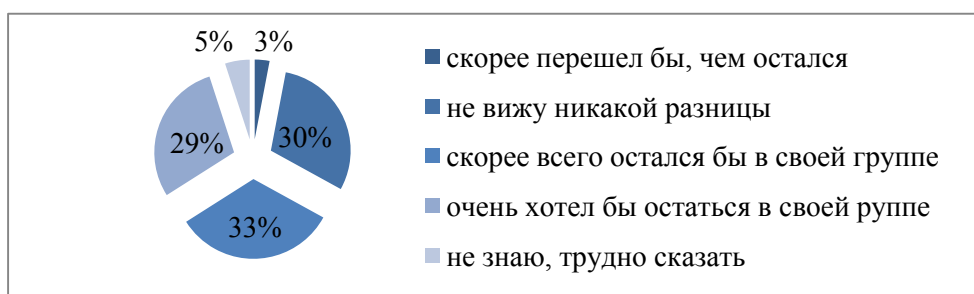 5% 3%
скорее перешел бы, чем остался
30%
не вижу никакой разницы
29%
скорее всего остался бы в своей группе
33%
очень хотел бы остаться в своей руппе
не знаю, трудно сказать